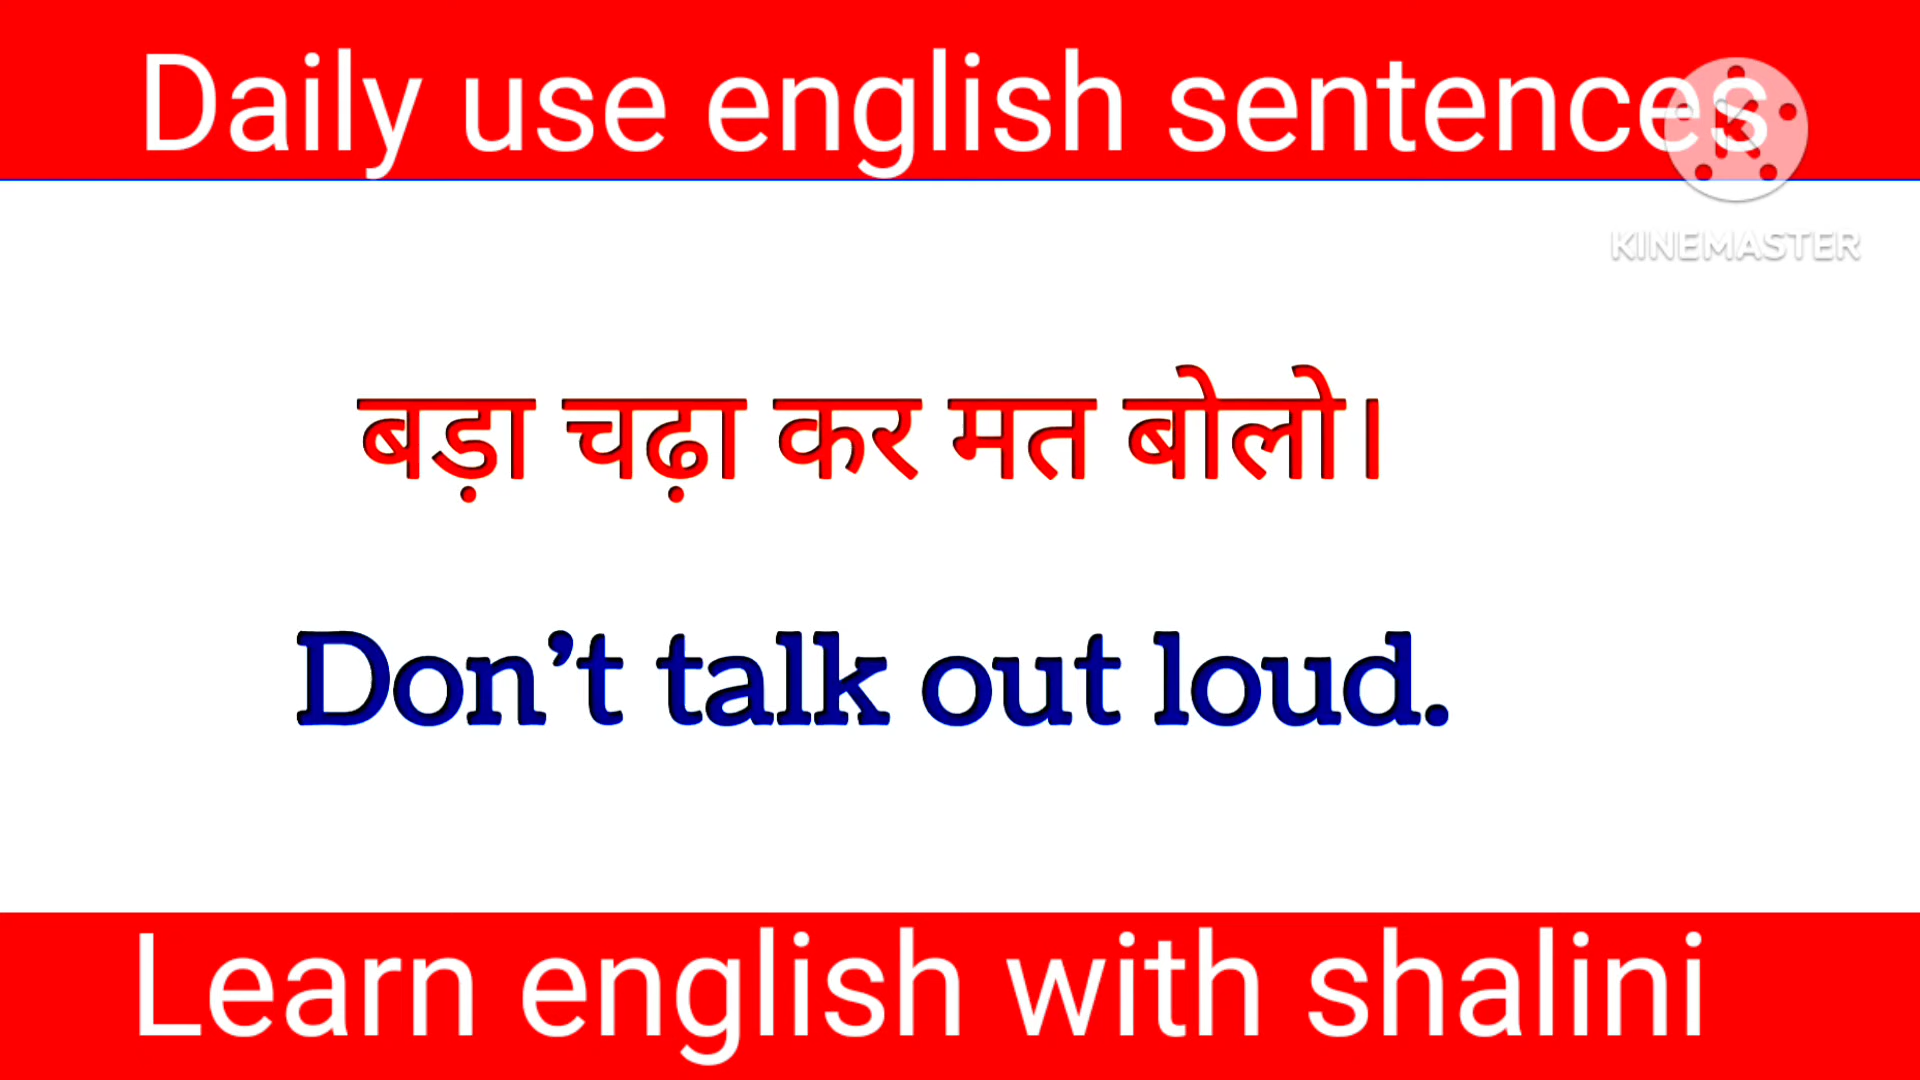 Daily use english sentences
KINEMASTER
बड़ा चढ़ा कर मत बोलो।
Don’t talk out loud.
Learn english with shalini